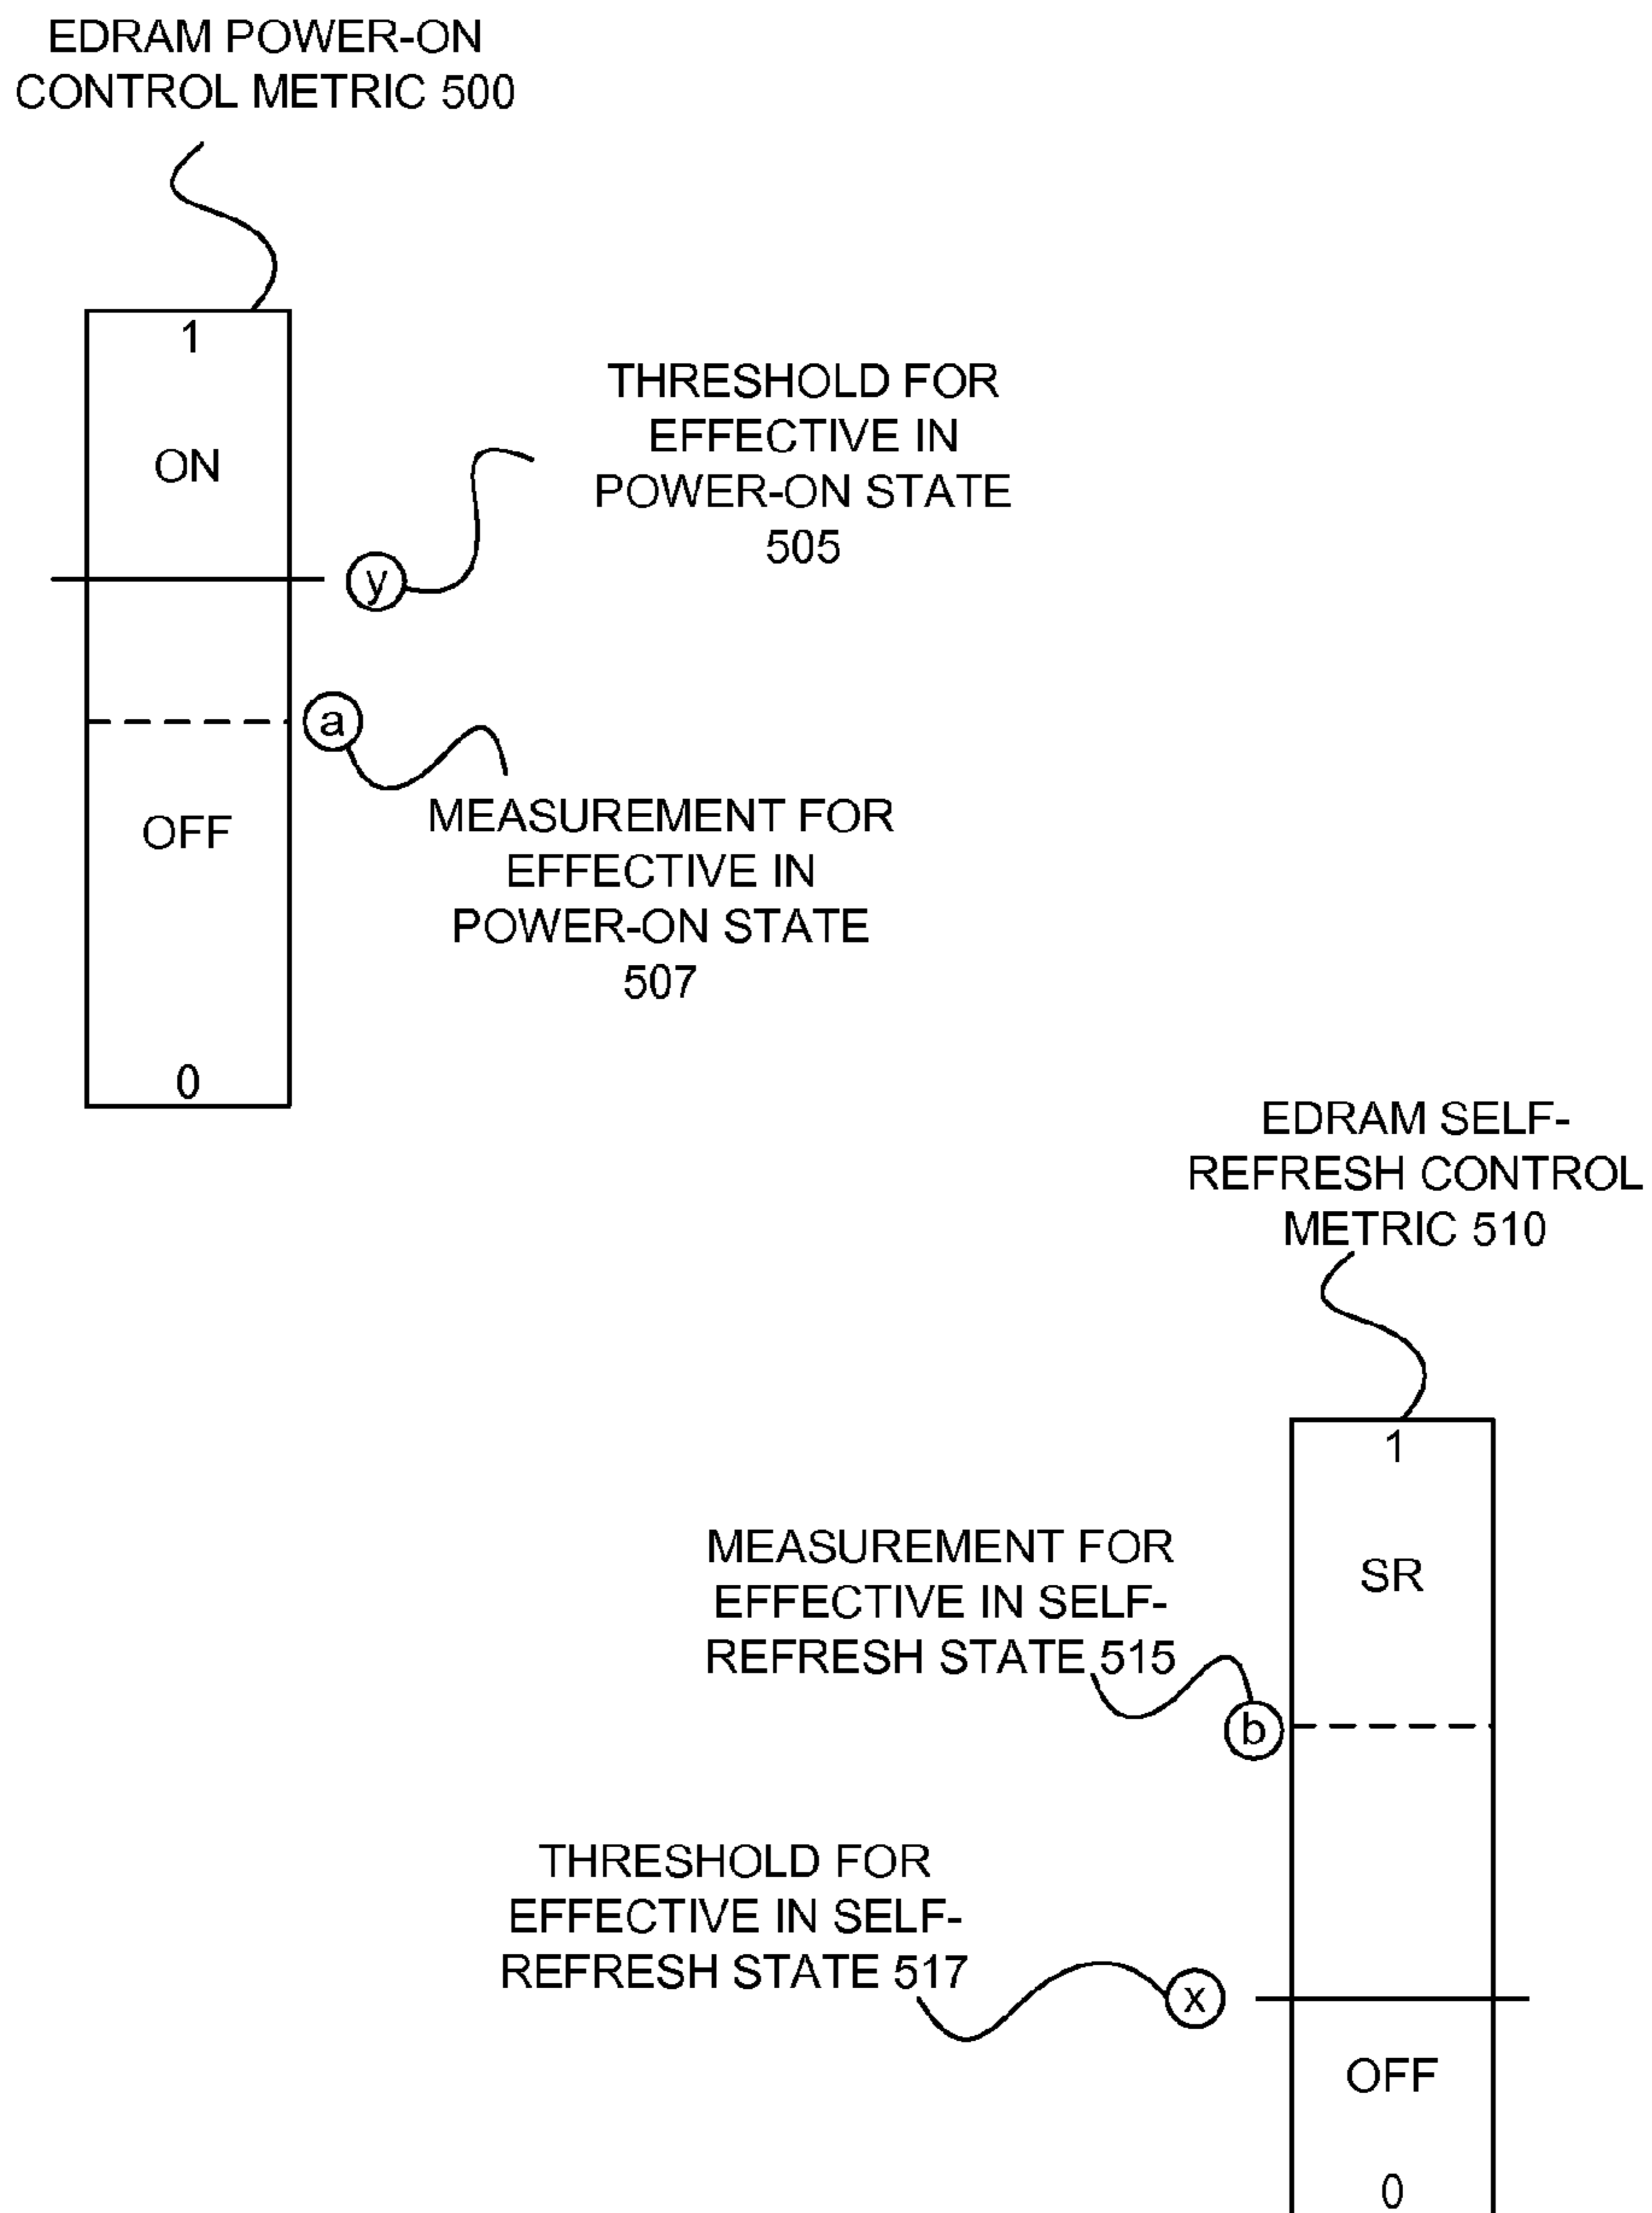 EDRAM POWER-ON
CONTROL METRIC 500
1
ON
THRESHOLD FOR
EFFECTIVE IN
POWER-ON STATE
505
y
a
OFF
MEASUREMENT FOR
EFFECTIVE IN
POWER-ON STATE
507
0
EDRAM SELF-
REFRESH CONTROL
METRIC 510
1
SR
MEASUREMENT FOR
EFFECTIVE IN SELF-
REFRESH STATE 515
b
THRESHOLD FOR
EFFECTIVE IN SELF-
REFRESH STATE 517
x
OFF
0